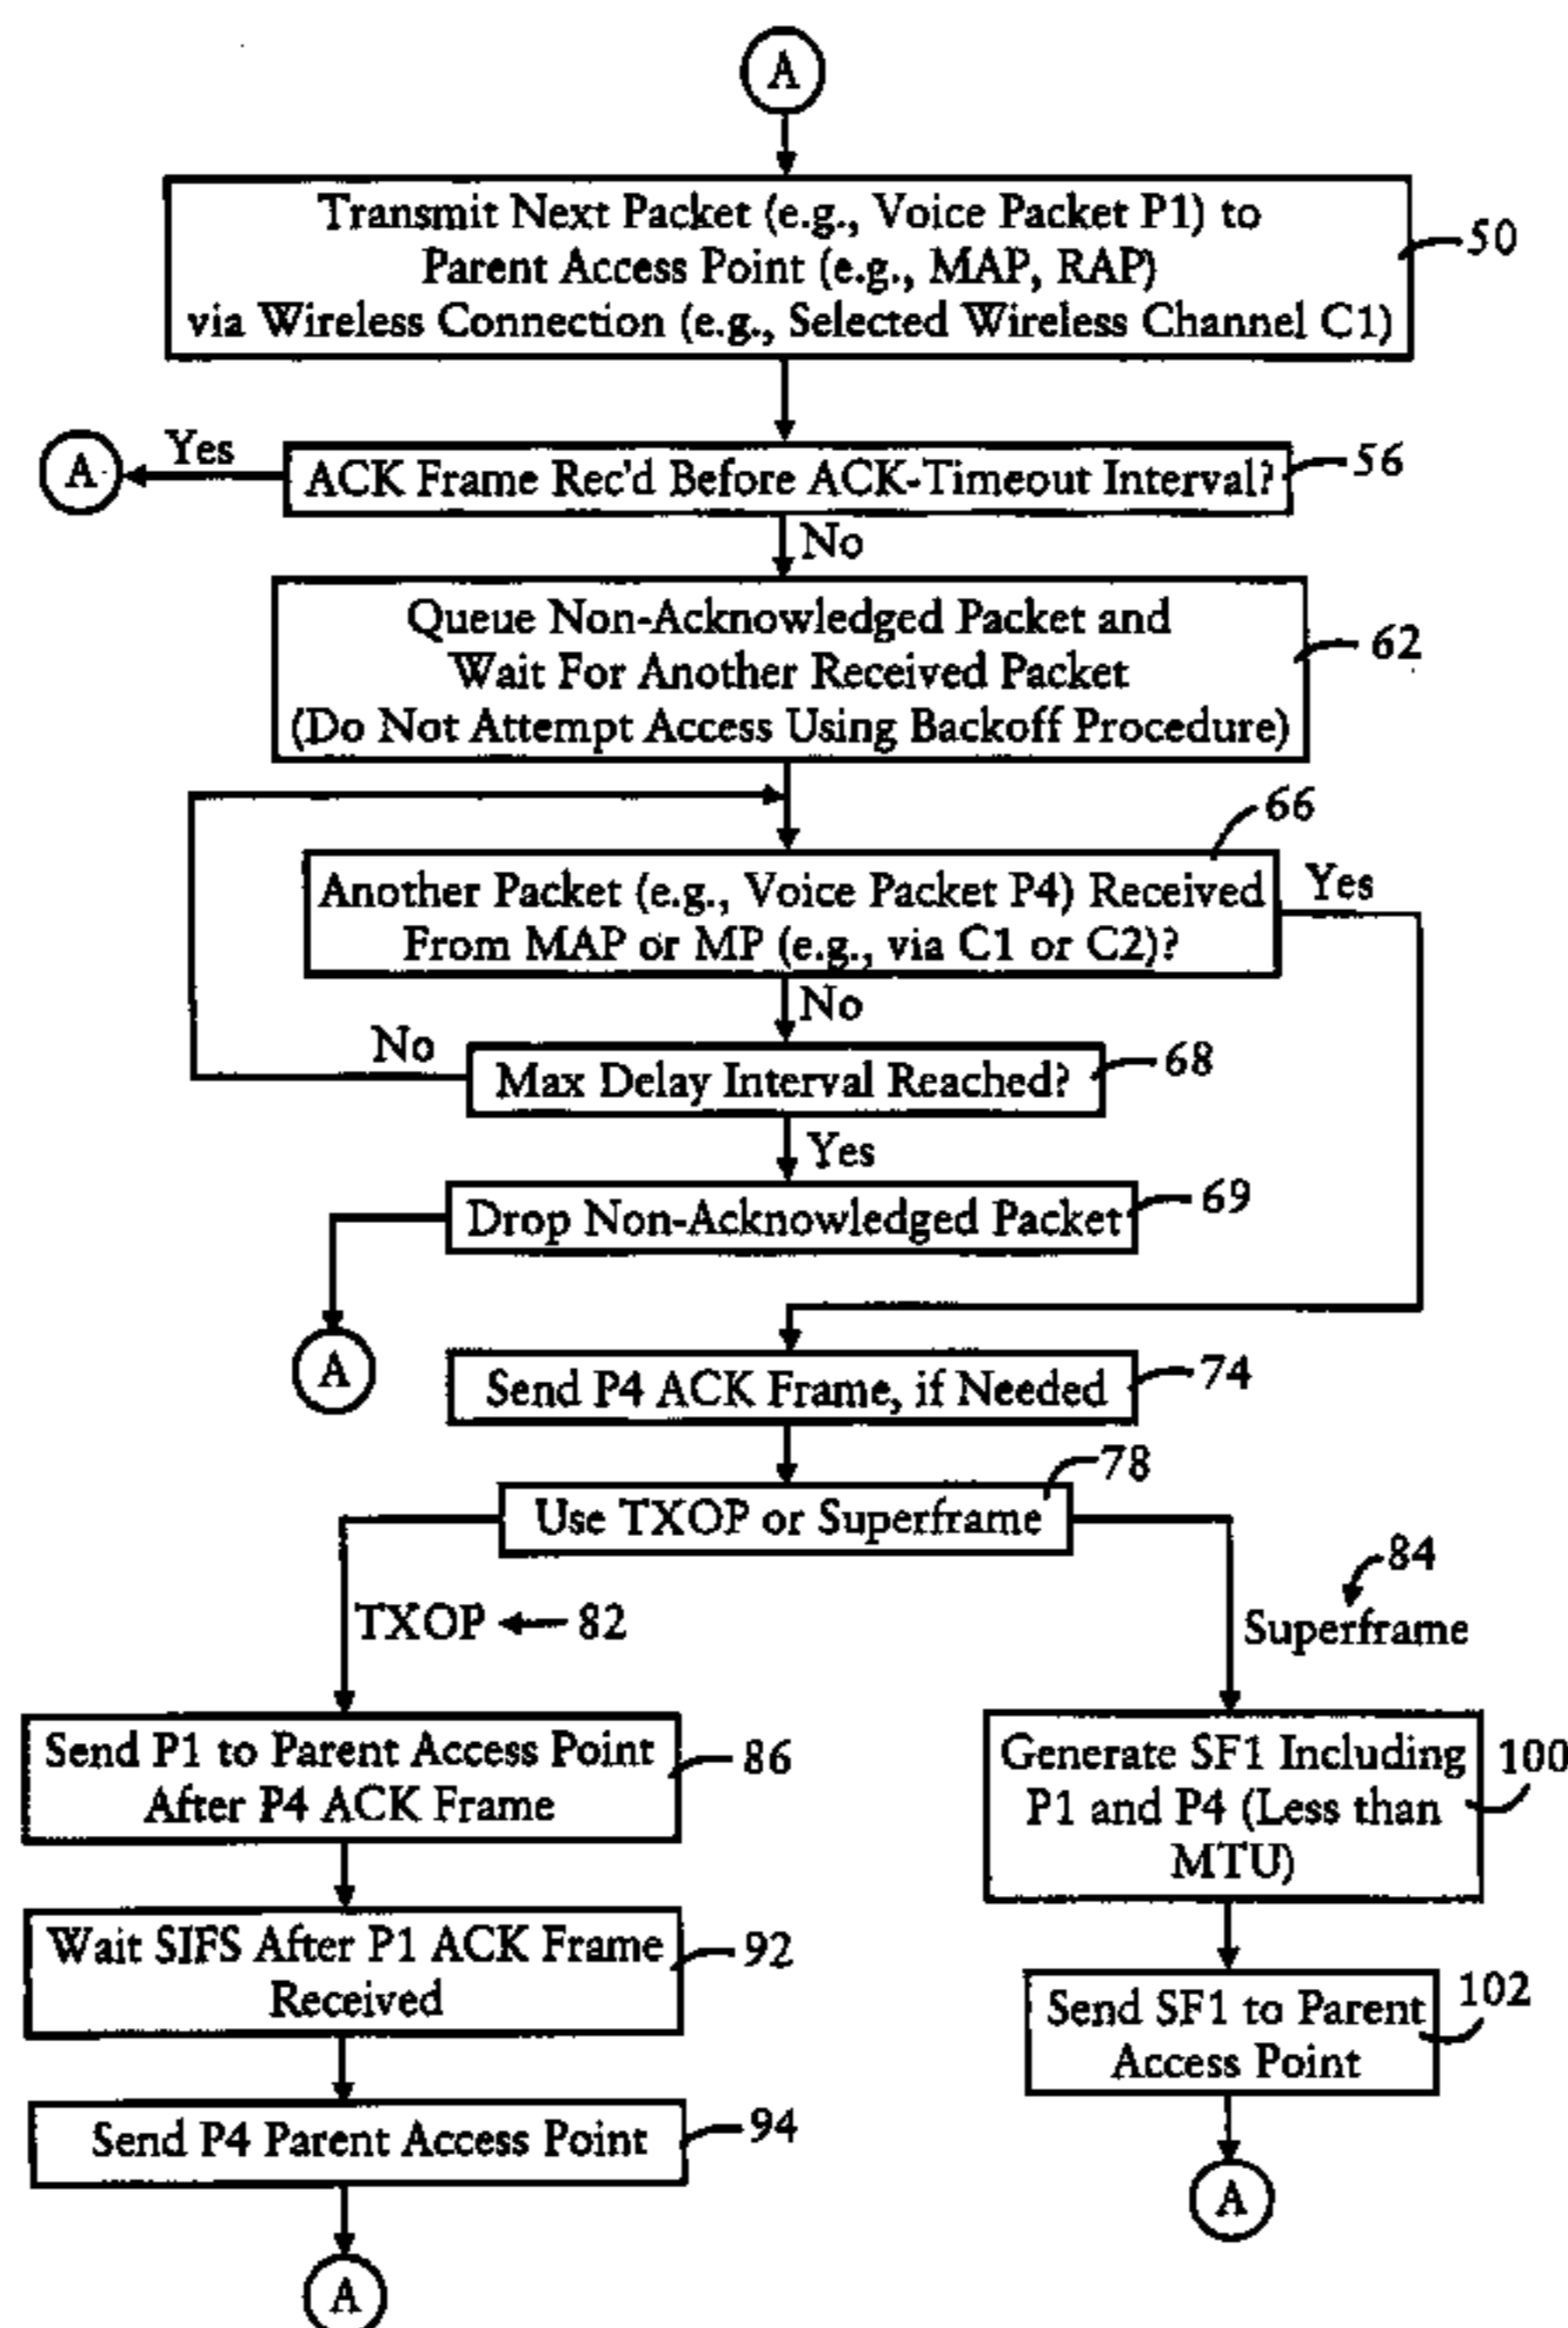 A
Transmit Next Packet (e.g., Voice Packet P1) to
Parent Access Point (e.g., MAP, RAP)
via Wireless Connection (e.g., Selected Wireless Channel C1)
50
A
Yes
ACK Frame Rec'd Before ACK-Timeout Interval?
56
No
Queue Non-Acknowledged Packet and
Wait For Another Received Packet
(Do Not Attempt Access Using Backoff Procedure)
62
66
Another Packet (e.g., Voice Packet P4) Received
From MAP or MP (e.g., via C1 or C2)?
Yes
No
No
Max Delay Interval Reached?
68
Yes
Drop Non-Acknowledged Packet
69
A
Send P4 ACK Frame, if Needed
74
78
Use TXOP or Superframe
TXOP
82
84
Superframe
Send P1 to Parent Access Point
After P4 ACK Frame
86
Generate SF1 Including
P1 and P4 (Less than
MTU)
100
Wait SIFS After P1 ACK Frame
Received
92
Send SF1 to Parent
Access Point
102
Send P4 Parent Access Point
94
A
A